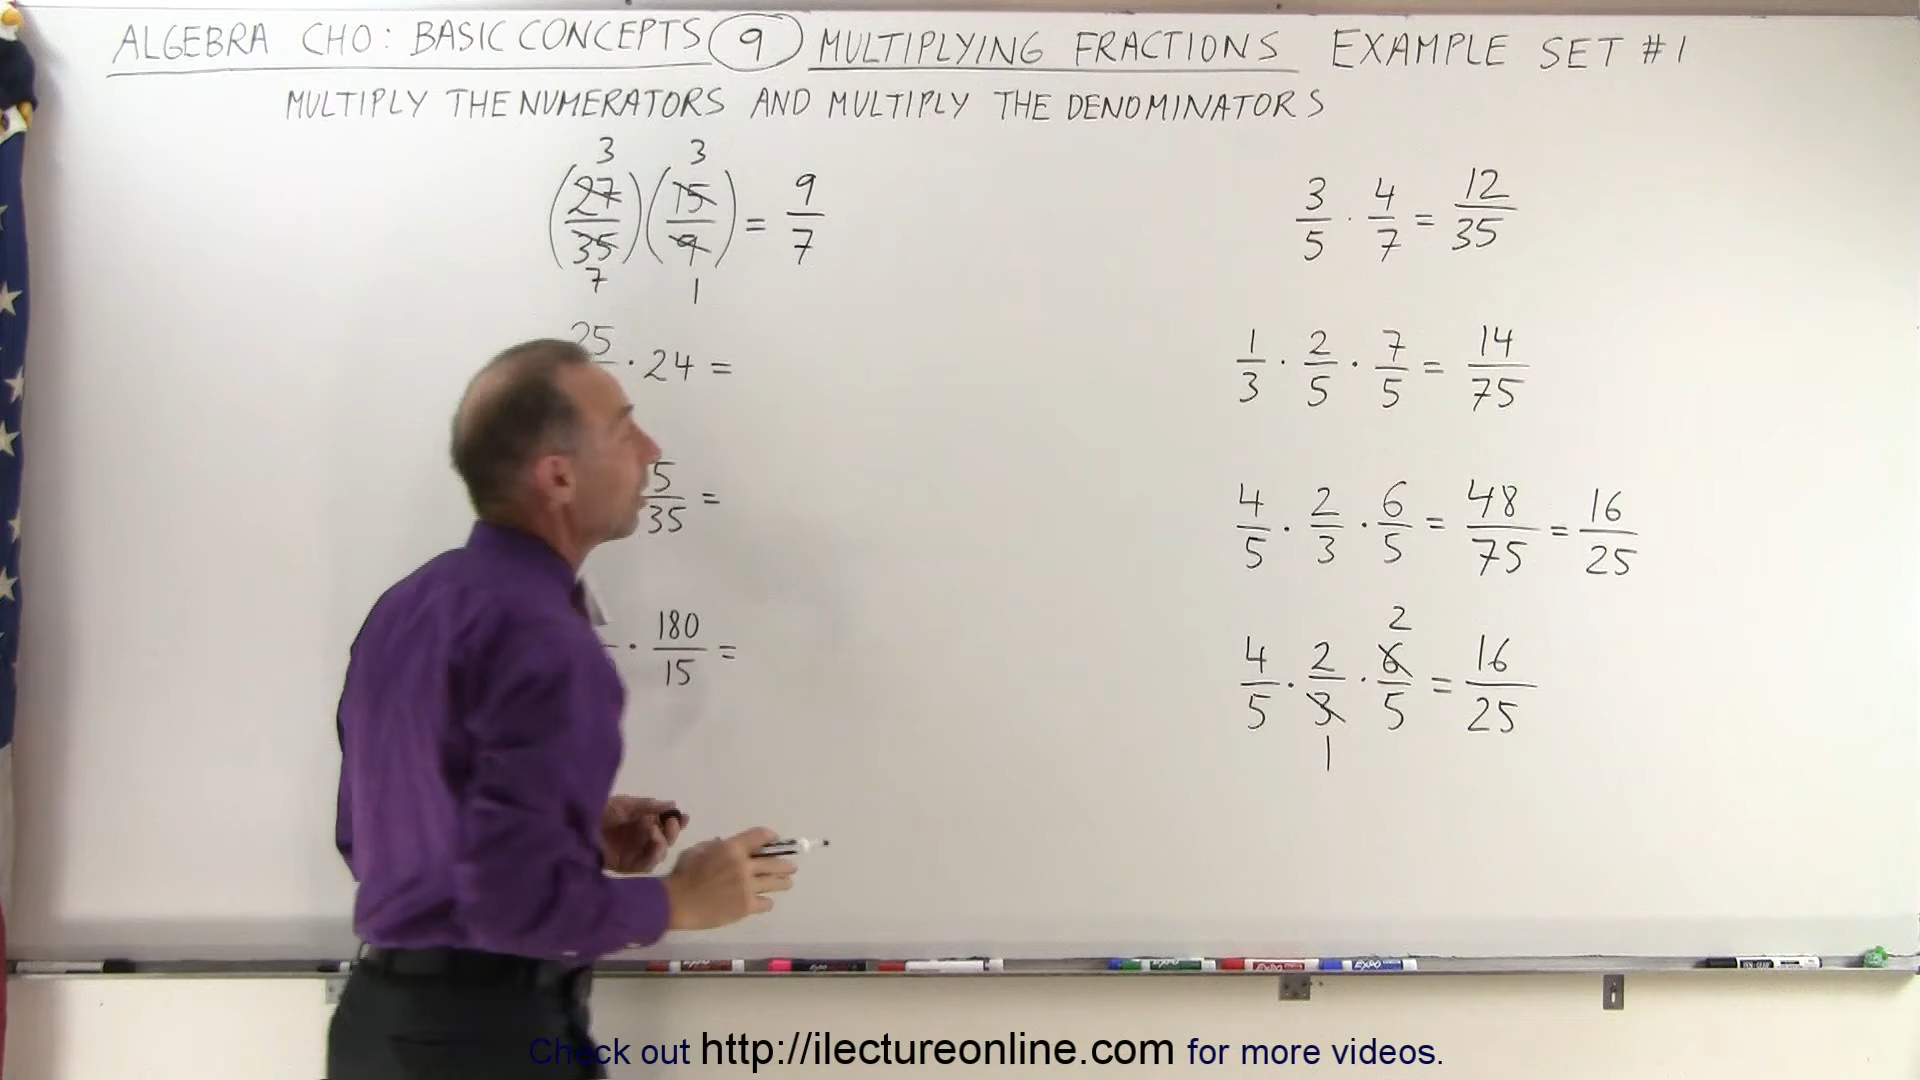 ALGEBRA CHO: BASIC CONCEPTS 9 MULTIPLYING FRACTIONS EXAMPLE SET #1
MULTIPLY THE NUMERATORS AND MULTIPLY THE DENOMINATORS
3 3
(27/35)(15/9) = 9/7
7 1
25 · 24 =
5/35 =
· 180/15 =
3/5 · 4/7 = 12/35
1/3 · 2/5 · 7/5 = 14/75
4/5 · 2/3 · 6/5 = 48/75 = 16/25
2
4/5 · 2/3 · 6/5 = 16/25
1
EXPO EXPO
Check out http://ilectureonline.com for more videos.